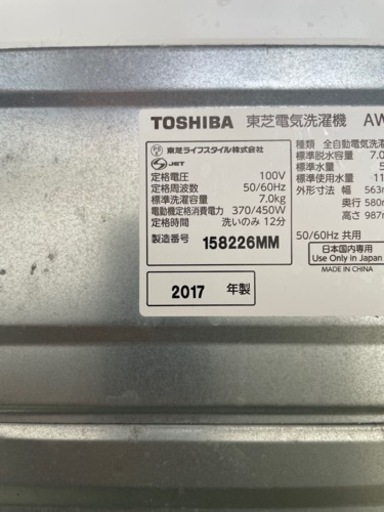 TOSHIBA 東芝電気洗濯機 AW
東芝ライフスタイル株式会社
JET
定格電圧 100V
定格周波数 50/60Hz
標準洗濯容量 7.0kg
電動機定格消費電力 370/450W
定格時間 洗いのみ 12分
製造番号 158226MM
2017 年製
種類 全自動電気洗濯
標準脱水容量 7.0
標準水量 5
標準使用水量 11
外形寸法 幅 563m
奥行 580m
高さ 987m
50/60Hz 共用
日本国内専用
Use Only in Japan
MADE IN CHINA